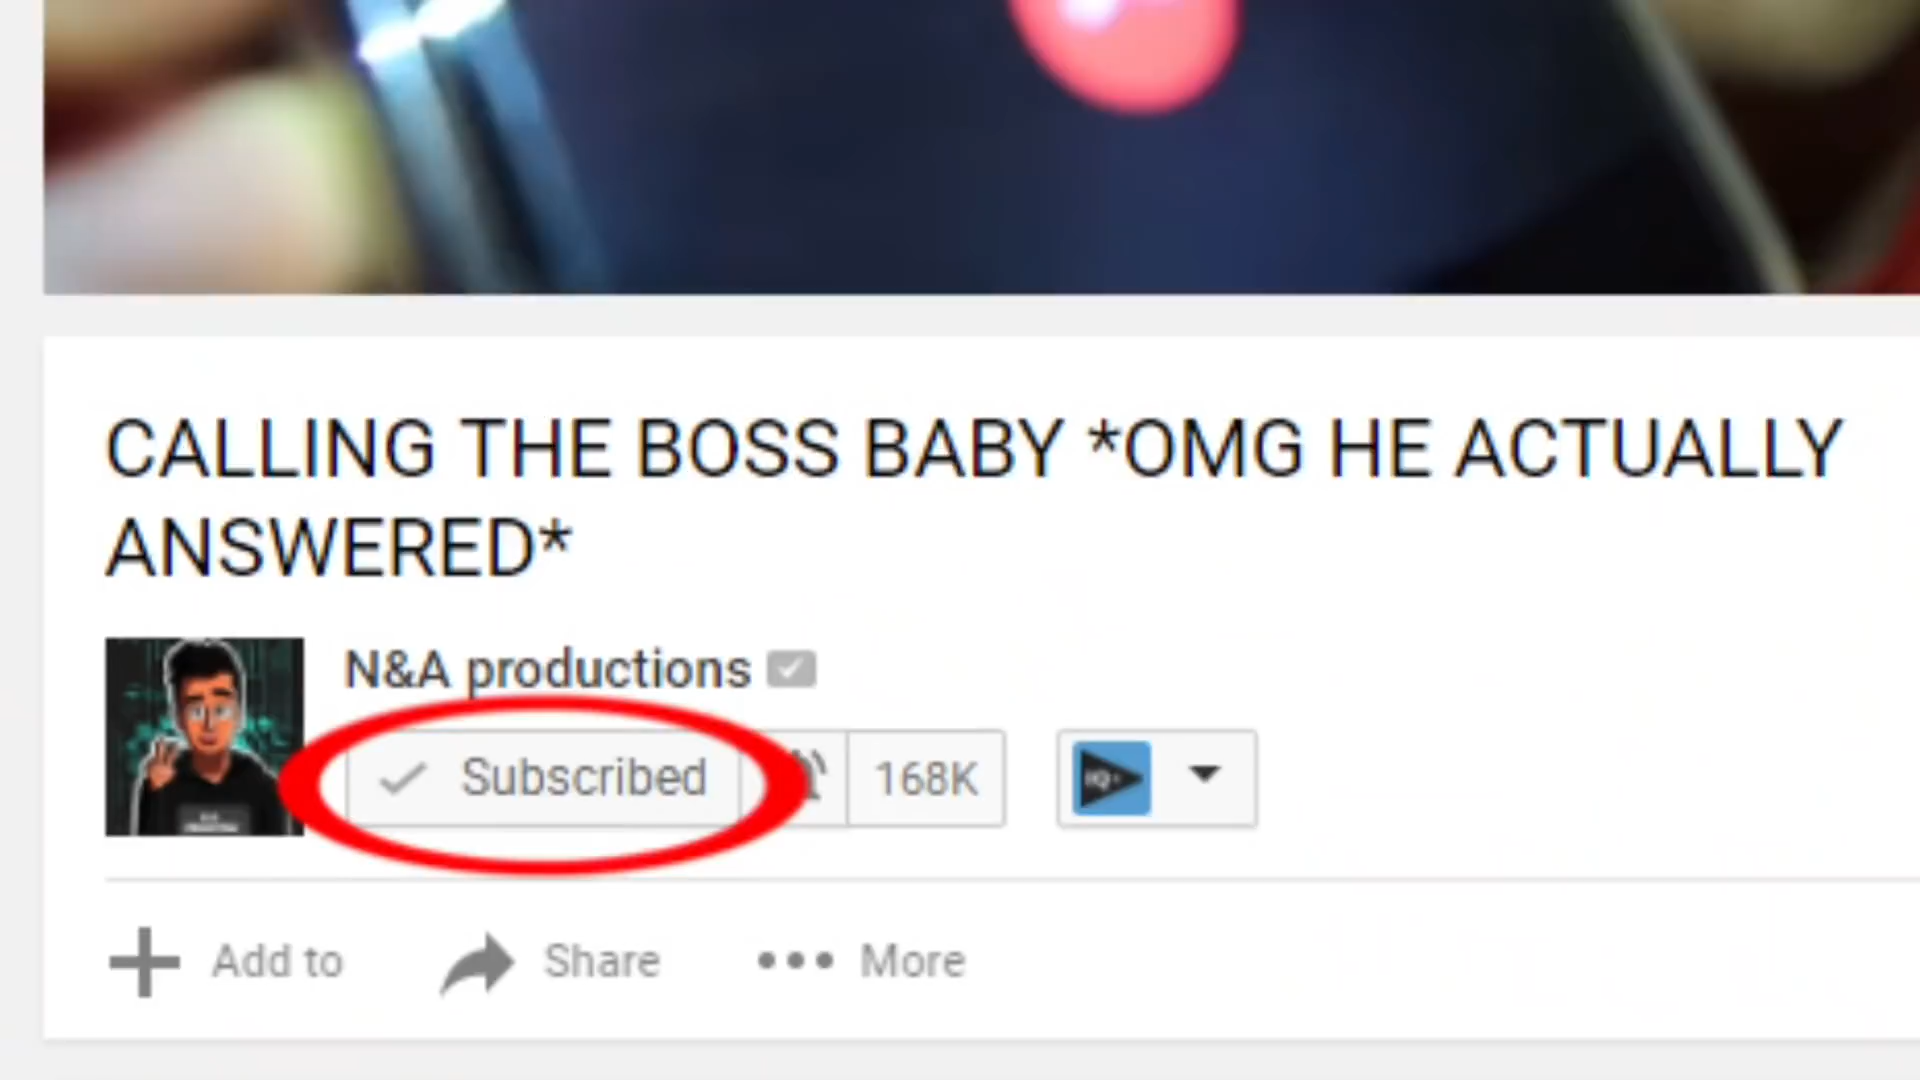 CALLING THE BOSS BABY *OMG HE ACTUALLY
ANSWERED*
N&A productions
Subscribed
168K
Add to
Share
More